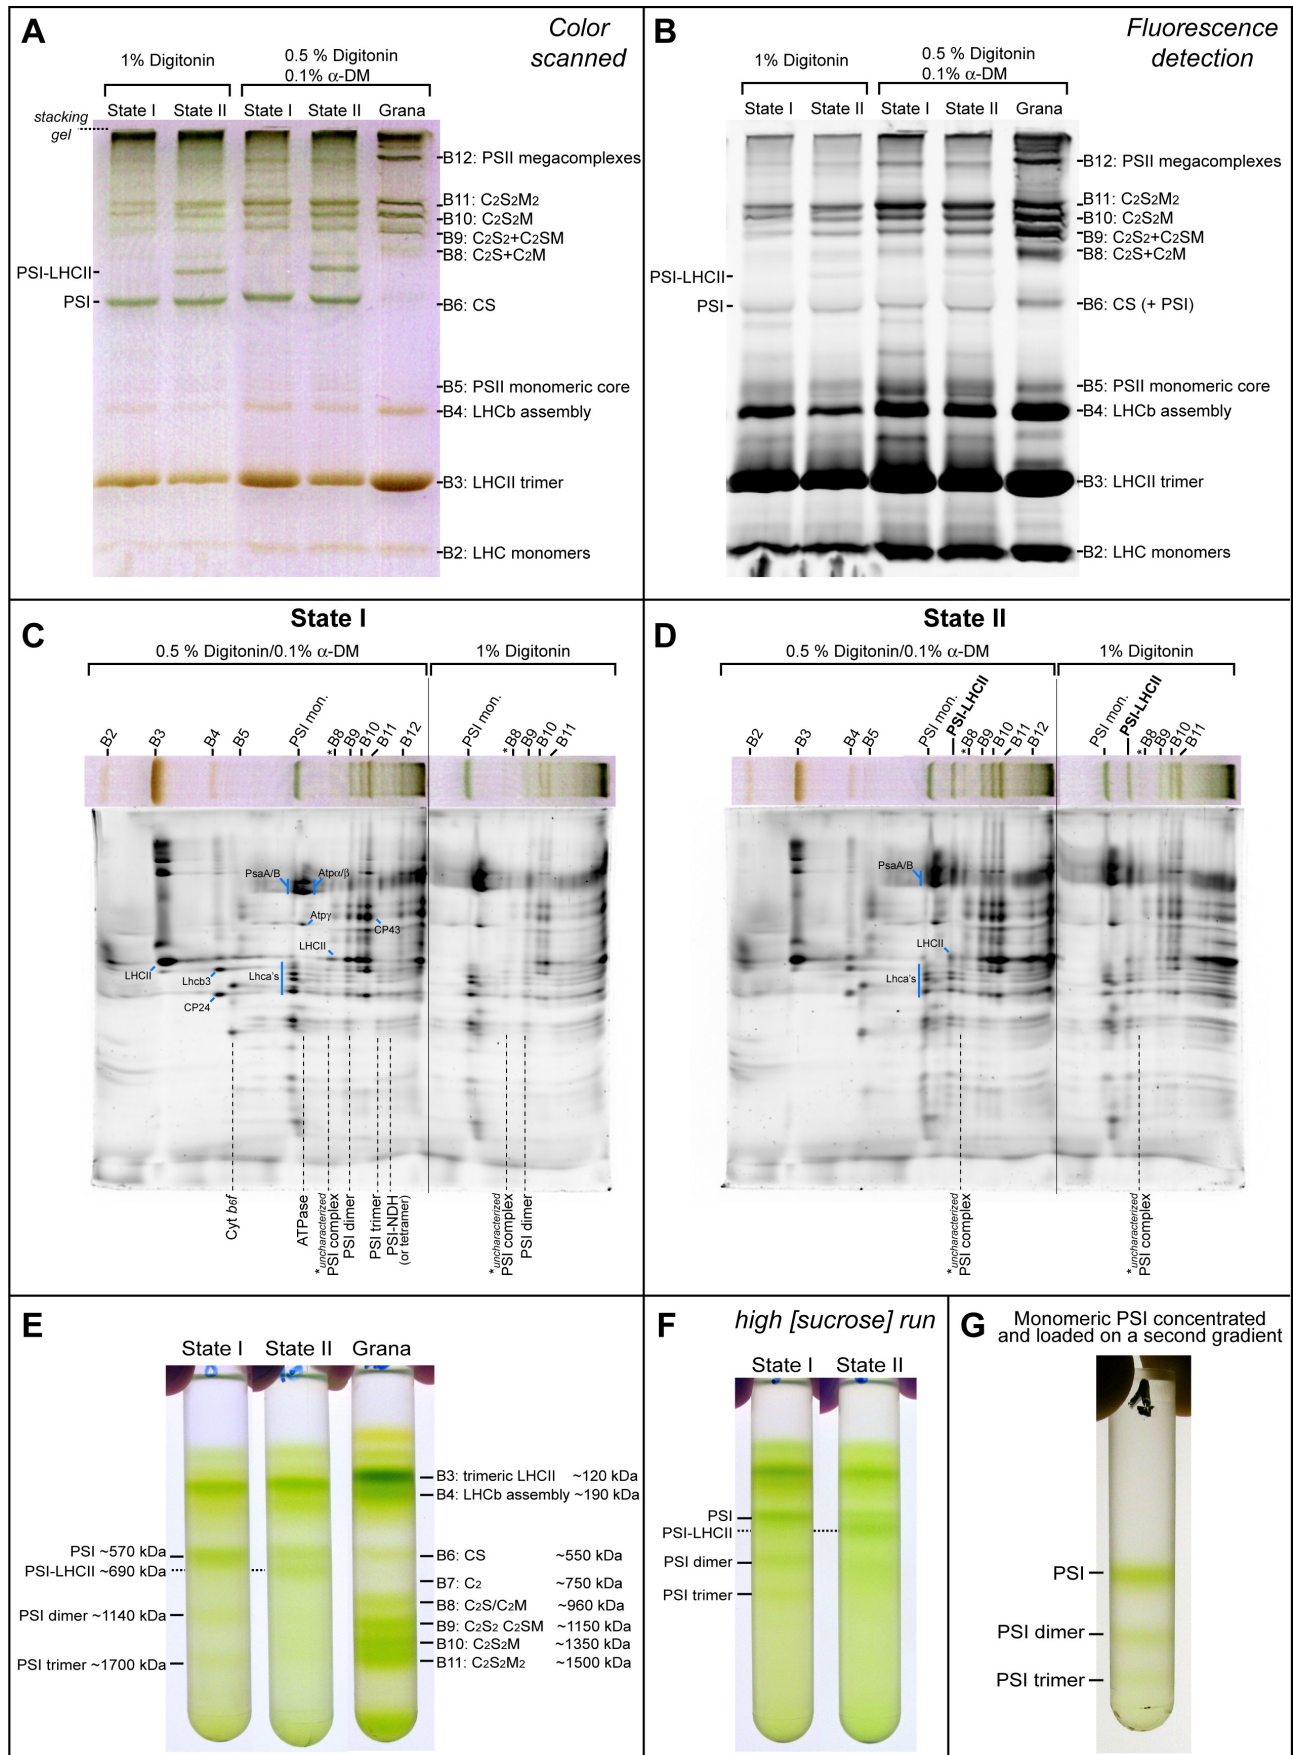 A
Color
scanned
1% Digitonin
0.5 % Digitonin
0.1% α-DM
State I
State II
State I
State II
Grana
stacking
gel
B12: PSII megacomplexes
B11: C2S2M2
B10: C2S2M
B9: C2S2+C2SM
B8: C2S+C2M
PSI-LHCII
PSI
B6: CS
B5: PSII monomeric core
B4: LHCb assembly
B3: LHCII trimer
B2: LHC monomers
B
Fluorescence
detection
1% Digitonin
0.5 % Digitonin
0.1% α-DM
State I
State II
State I
State II
Grana
B12: PSII megacomplexes
B11: C2S2M2
B10: C2S2M
B9: C2S2+C2SM
B8: C2S+C2M
PSI-LHCII
PSI
B6: CS (+ PSI)
B5: PSII monomeric core
B4: LHCb assembly
B3: LHCII trimer
B2: LHC monomers
C
State I
0.5 % Digitonin/0.1% α-DM
1% Digitonin
B2
B3
B4
B5
PSI mon.
*B8
B9
B10
B11
B12
PSI mon.
*B8
B9
B10
B11
PsaA/B
Atpα/β
Atpγ
CP43
LHCII
LHCII
Lhcb3
Lhca's
CP24
Cyt b6f
ATPase
*uncharacterized
PSI complex
PSI dimer
PSI trimer
PSI-NDH
(or tetramer)
*uncharacterized
PSI complex
PSI dimer
D
State II
0.5 % Digitonin/0.1% α-DM
1% Digitonin
B2
B3
B4
B5
PSI mon.
PSI-LHCII
*B8
B9
B10
B11
B12
PSI mon.
PSI-LHCII
*B8
B9
B10
B11
PsaA/B
LHCII
Lhca's
*uncharacterized
PSI complex
*uncharacterized
PSI complex
E
State I
State II
Grana
B3: trimeric LHCII ~120 kDa
B4: LHCb assembly ~190 kDa
PSI ~570 kDa
PSI-LHCII ~690 kDa
B6: CS ~550 kDa
B7: C2 ~750 kDa
B8: C2S/C2M ~960 kDa
PSI dimer ~1140 kDa
B9: C2S2 C2SM ~1150 kDa
B10: C2S2M ~1350 kDa
B11: C2S2M2 ~1500 kDa
PSI trimer ~1700 kDa
F
high [sucrose] run
State I
State II
PSI
PSI-LHCII
PSI dimer
PSI trimer
G
Monomeric PSI concentrated
and loaded on a second gradient
PSI
PSI dimer
PSI trimer